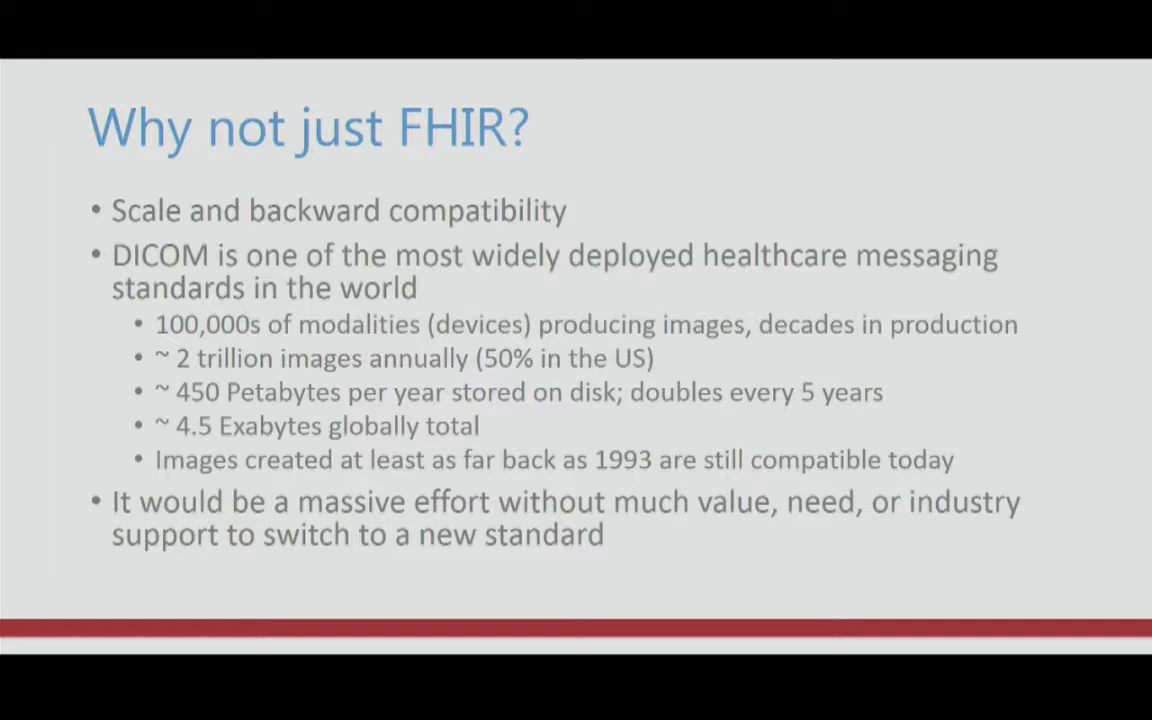 Why not just FHIR?
• Scale and backward compatibility
• DICOM is one of the most widely deployed healthcare messaging
standards in the world
• 100,000s of modalities (devices) producing images, decades in production
• ~ 2 trillion images annually (50% in the US)
• ~ 450 Petabytes per year stored on disk; doubles every 5 years
• ~ 4.5 Exabytes globally total
• Images created at least as far back as 1993 are still compatible today
• It would be a massive effort without much value, need, or industry
support to switch to a new standard